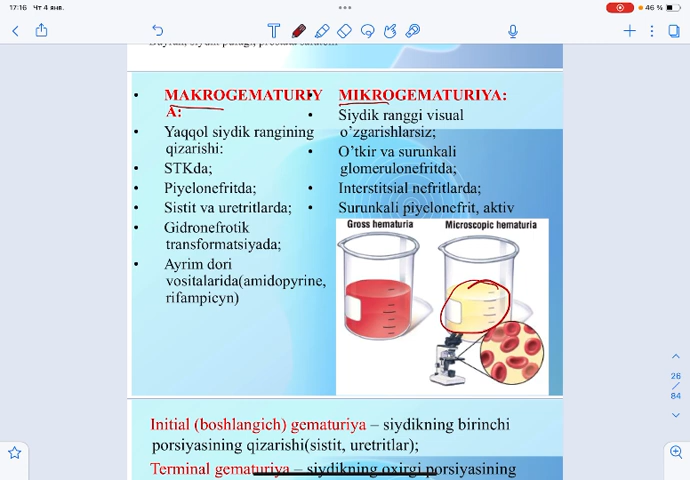 17:16 Чт 4 янв.
46 %
• MAKROGEMATURIY
A:
• Yaqqol siydik rangining
qizarishi:
• STKda;
• Piyelonefritda;
• Sistit va uretritlarda;
• Gidronefrotik
transformatsiyada;
• Ayrim dori
vositalarida(amidopyrine,
rifampicyn)
• MIKROGEMATURIYA:
• Siydik ranggi visual
o’zgarishlarsiz;
• O’tkir va surunkali
glomerulonefritda;
• Interstitsial nefritlarda;
• Surunkali piyelonefrit, aktiv
Gross hematuria
Microscopic hematuria
26
/
84
Initial (boshlangich) gematuriya – siydikning birinchi
porsiyasining qizarishi(sistit, uretritlar);
Terminal gematuriya – siydikning oxirgi porsiyasining